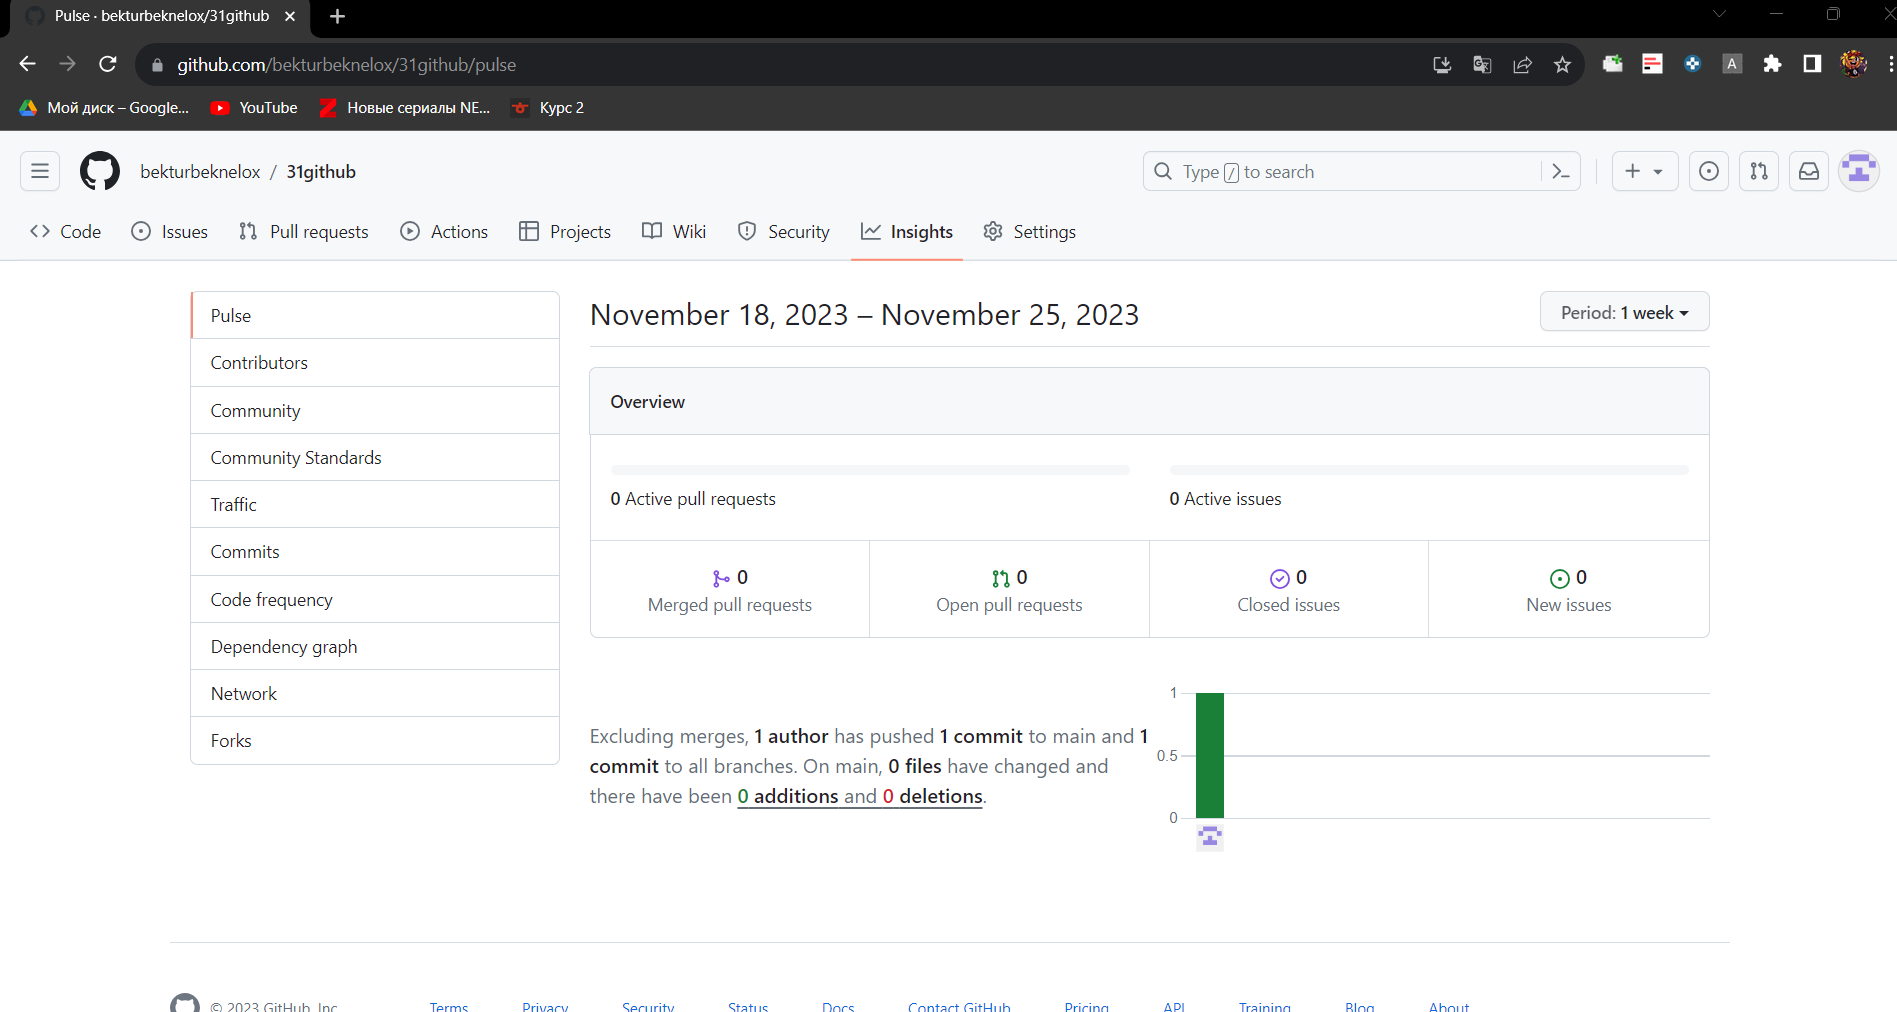 Pulse · bekturbeknelox/31github
github.com/bekturbeknelox/31github/pulse
A
Мой диск – Google...
YouTube
Новые сериалы NE...
Курс 2
bekturbeknelox / 31github
Type / to search
Code
Issues
Pull requests
Actions
Projects
Wiki
Security
Insights
Settings
Pulse
Contributors
Community
Community Standards
Traffic
Commits
Code frequency
Dependency graph
Network
Forks
November 18, 2023 – November 25, 2023
Period: 1 week
Overview
0 Active pull requests
0 Active issues
0
Merged pull requests
0
Open pull requests
0
Closed issues
0
New issues
Excluding merges, 1 author has pushed 1 commit to main and 1
commit to all branches. On main, 0 files have changed and
there have been 0 additions and 0 deletions.
1
0.5
0
© 2023 GitHub, Inc.
Terms
Privacy
Security
Status
Docs
Contact GitHub
Pricing
API
Training
Blog
About